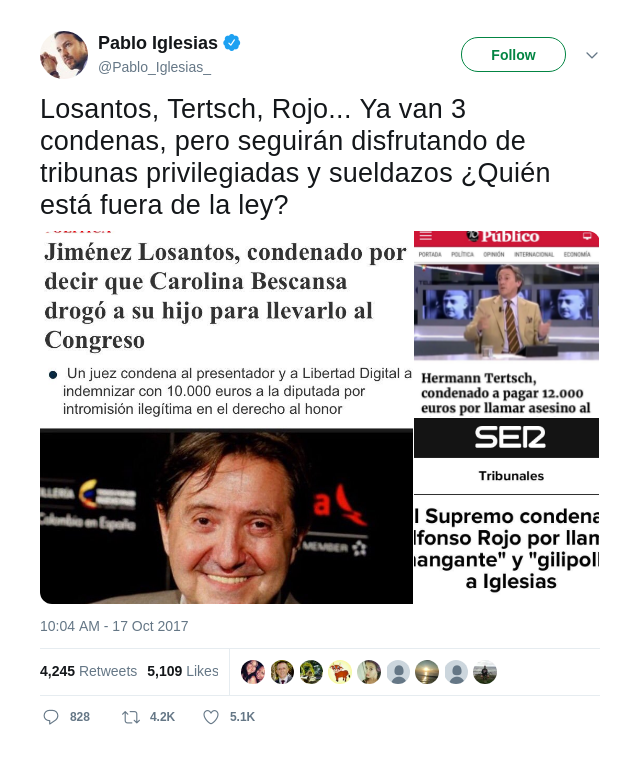 Pablo Iglesias
@Pablo_Iglesias_
Follow
Losantos, Tertsch, Rojo... Ya van 3
condenas, pero seguirán disfrutando de
tribunas privilegiadas y sueldazos ¿Quién
está fuera de la ley?
Jiménez Losantos, condenado por
decir que Carolina Bescansa
drogó a su hijo para llevarlo al
Congreso
Un juez condena al presentador y a Libertad Digital a
indemnizar con 10.000 euros a la diputada por
intromisión ilegítima en el derecho al honor
Colombia en España
a
MEMBER
Público
PORTADA POLÍTICA OPINIÓN INTERNACIONAL ECONOMÍA
Hermann Tertsch,
condenado a pagar 12.000
euros por llamar asesino al
SER
Tribunales
l Supremo condena
lfonso Rojo por llam
angante" y "gilipoll
a Iglesias
10:04 AM - 17 Oct 2017
4,245 Retweets 5,109 Likes
828 4.2K 5.1K